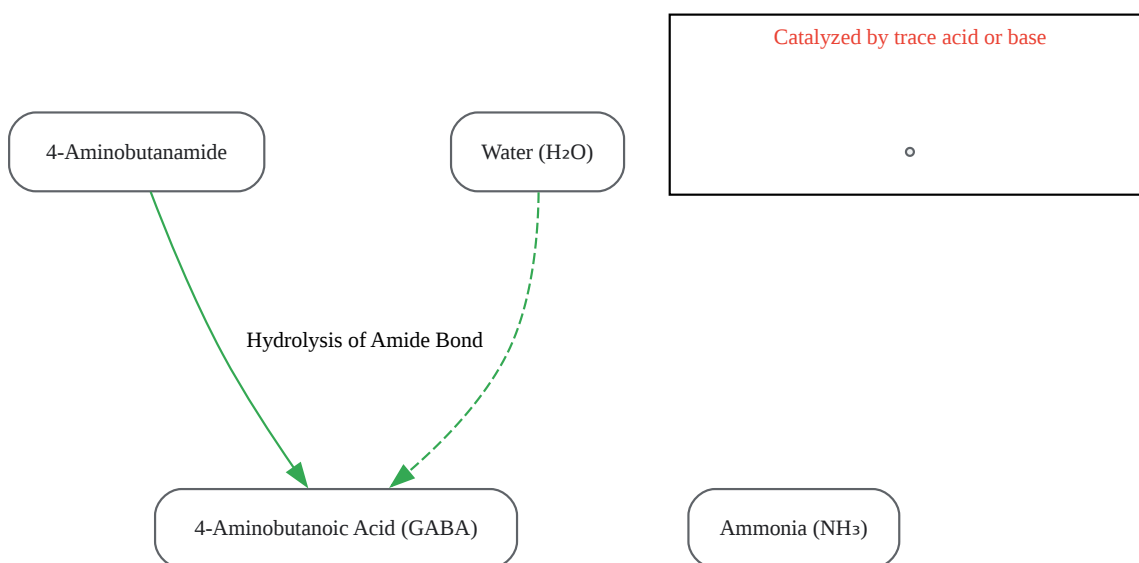 Catalyzed by trace acid or base
4-Aminobutanamide
Water (H₂O)
Hydrolysis of Amide Bond
4-Aminobutanoic Acid (GABA)
Ammonia (NH₃)